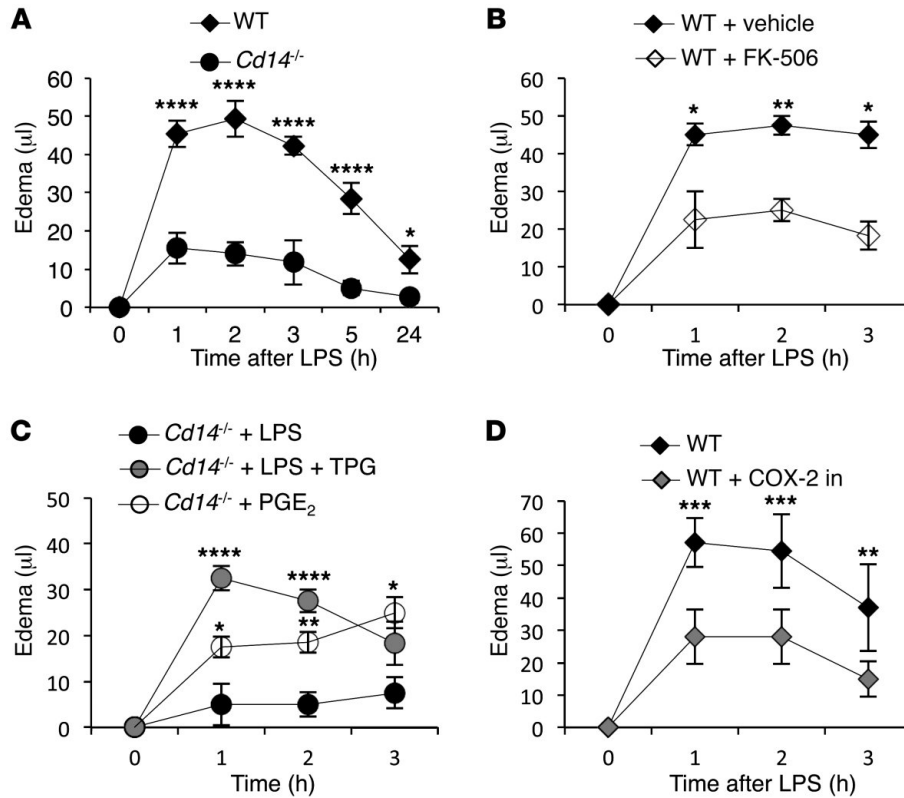 A
WT
Cd14-/-
Edema (µl)
60
50
40
30
20
10
0
****
****
****
****
*
0 1 2 3 5 24
Time after LPS (h)
B
WT + vehicle
WT + FK-506
Edema (µl)
60
50
40
30
20
10
0
*
**
*
0 1 2 3
Time after LPS (h)
C
Cd14-/- + LPS
Cd14-/- + LPS + TPG
Cd14-/- + PGE2
Edema (µl)
50
40
30
20
10
0
****
****
*
*
**
0 1 2 3
Time (h)
D
WT
WT + COX-2 in
Edema (µl)
70
60
50
40
30
20
10
0
***
***
**
0 1 2 3
Time after LPS (h)